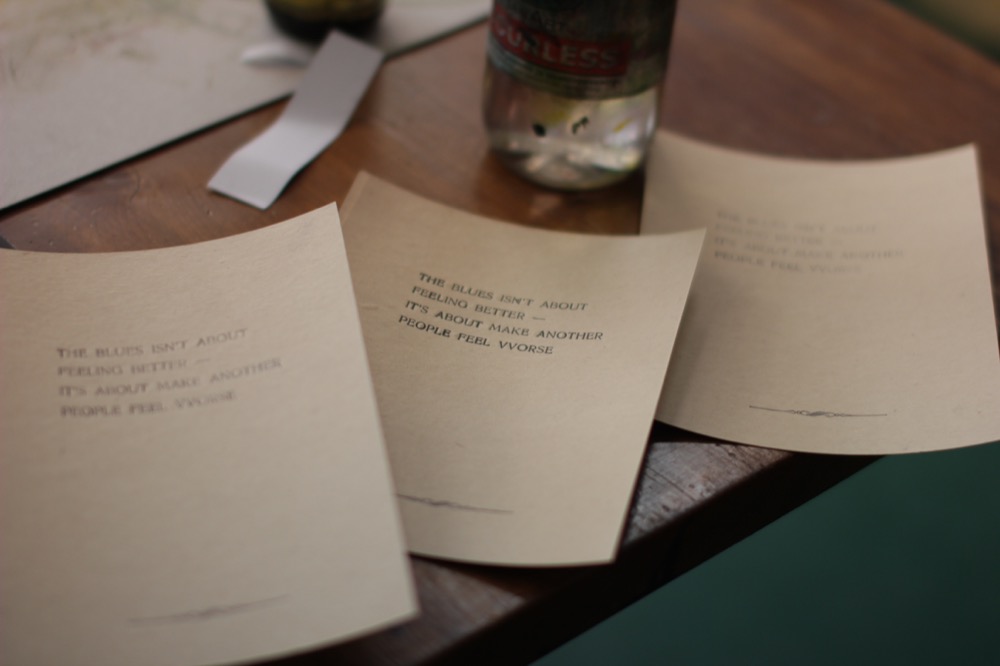 THE BLUES ISN'T ABOUT
FEELING BETTER —
IT'S ABOUT MAKE ANOTHER
PEOPLE FEEL VVORSE
THE BLUES ISN'T ABOUT
FEELING BETTER —
IT'S ABOUT MAKE ANOTHER
PEOPLE FEEL VVORSE
THE BLUES ISN'T ABOUT
FEELING BETTER —
IT'S ABOUT MAKE ANOTHER
PEOPLE FEEL VVORSE